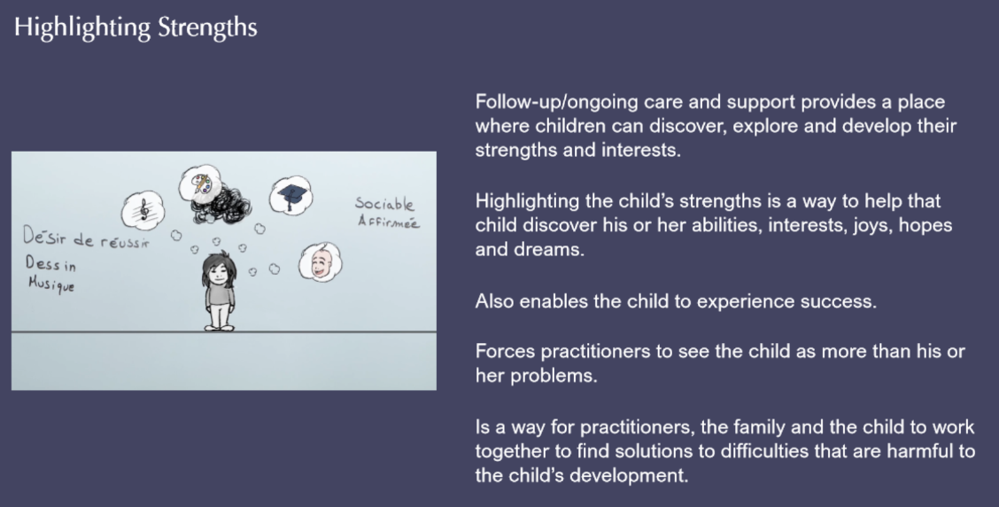 Highlighting Strengths
Désir de réussir
Dessin
Musique
Sociable
Affirmée
Follow-up/ongoing care and support provides a place
where children can discover, explore and develop their
strengths and interests.
Highlighting the child's strengths is a way to help that
child discover his or her abilities, interests, joys, hopes
and dreams.
Also enables the child to experience success.
Forces practitioners to see the child as more than his or
her problems.
Is a way for practitioners, the family and the child to work
together to find solutions to difficulties that are harmful to
the child's development.